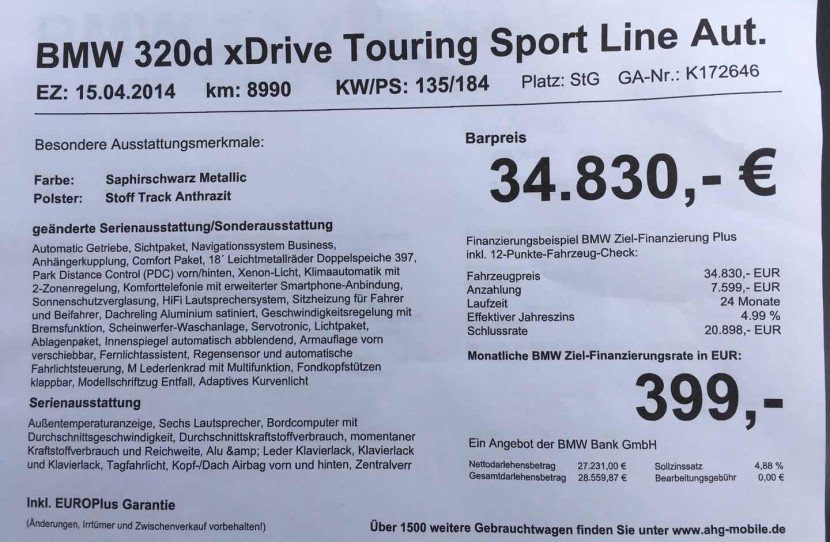 BMW 320d xDrive Touring Sport Line Aut.
EZ: 15.04.2014 km: 8990 KW/PS: 135/184 Platz: StG GA-Nr.: K172646
Besondere Ausstattungsmerkmale:
Farbe: Saphirschwarz Metallic
Polster: Stoff Track Anthrazit
geänderte Serienausstattung/Sonderausstattung
Automatic Getriebe, Sichtpaket, Navigationssystem Business,
Anhängerkupplung, Comfort Paket, 18´ Leichtmetallräder Doppelspeiche 397,
Park Distance Control (PDC) vorn/hinten, Xenon-Licht, Klimaautomatik mit
2-Zonenregelung, Komforttelefonie mit erweiterter Smartphone-Anbindung,
Sonnenschutzverglasung, HiFi Lautsprechersystem, Sitzheizung für Fahrer
und Beifahrer, Dachreling Aluminium satiniert, Geschwindigkeitsregelung mit
Bremsfunktion, Scheinwerfer-Waschanlage, Servotronic, Lichtpaket,
Ablagenpaket, Innenspiegel automatisch abblendend, Armauflage vorn
verschiebbar, Fernlichtassistent, Regensensor und automatische
Fahrlichtsteuerung, M Lederlenkrad mit Multifunktion, Fondkopfstützen
klappbar, Modellschriftzug Entfall, Adaptives Kurvenlicht
Serienausstattung
Außentemperaturanzeige, Sechs Lautsprecher, Bordcomputer mit
Durchschnittsgeschwindigkeit, Durchschnittskraftstoffverbrauch, momentaner
Kraftstoffverbrauch und Reichweite, Alu &amp; Leder Klavierlack, Klavierlack
und Klavierlack, Tagfahrlicht, Kopf-/Dach Airbag vorn und hinten, Zentralverr
Inkl. EUROPlus Garantie
(Änderungen, Irrtümer und Zwischenverkauf vorbehalten!)
Barpreis
34.830,- €
Finanzierungsbeispiel BMW Ziel-Finanzierung Plus
inkl. 12-Punkte-Fahrzeug-Check:
Fahrzeugpreis 34.830,- EUR
Anzahlung 7.599,- EUR
Laufzeit 24 Monate
Effektiver Jahreszins 4.99 %
Schlussrate 20.898,- EUR
Monatliche BMW Ziel-Finanzierungsrate in EUR:
399,-
Ein Angebot der BMW Bank GmbH
Nettodarlehensbetrag 27.231,00 € Sollzinssatz 4,88 %
Gesamtdarlehensbetrag 28.559,87 € Bearbeitungsgebühr 0,00 €
Über 1500 weitere Gebrauchtwagen finden Sie unter www.ahg-mobile.de